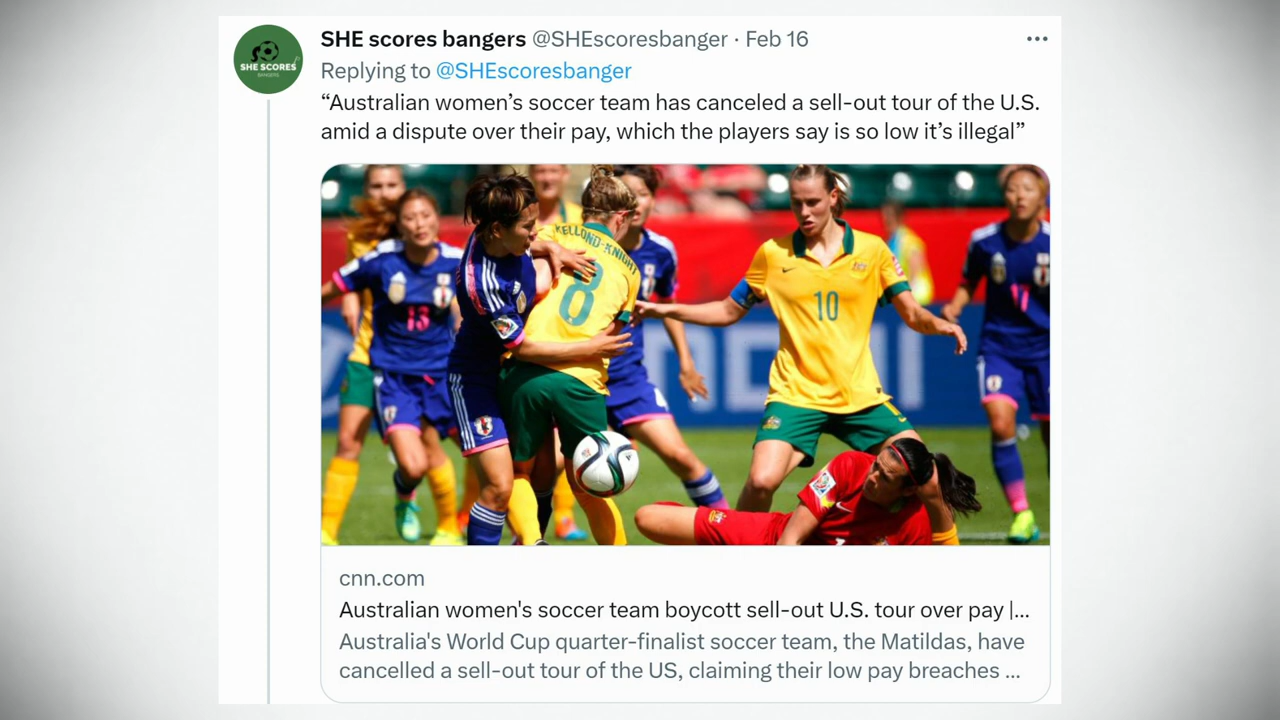 SHE scores bangers @SHEscoresbanger · Feb 16
SHE SCORES
BANGERS
Replying to @SHEscoresbanger
“Australian women’s soccer team has canceled a sell-out tour of the U.S.
amid a dispute over their pay, which the players say is so low it’s illegal”
KELLOND-KNIGHT
8
13
10
17
cnn.com
Australian women's soccer team boycott sell-out U.S. tour over pay |...
Australia's World Cup quarter-finalist soccer team, the Matildas, have
cancelled a sell-out tour of the US, claiming their low pay breaches ...